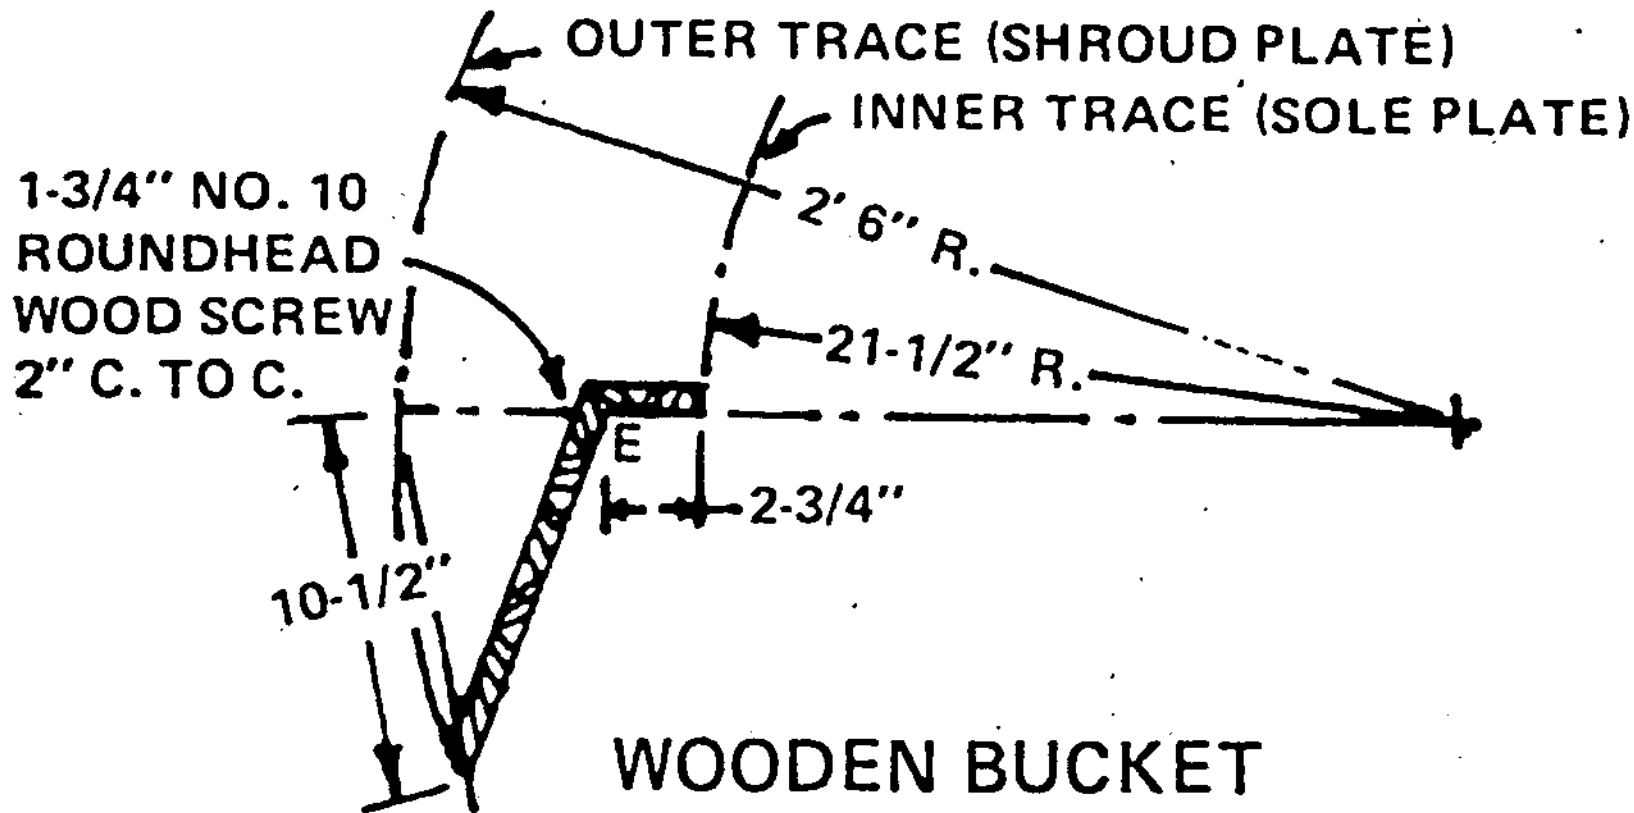 OUTER TRACE (SHROUD PLATE)
INNER TRACE (SOLE PLATE)
1-3/4" NO. 10
ROUNDHEAD
WOOD SCREW
2" C. TO C.
2' 6" R.
21-1/2" R.
E
2-3/4"
10-1/2"
WOODEN BUCKET